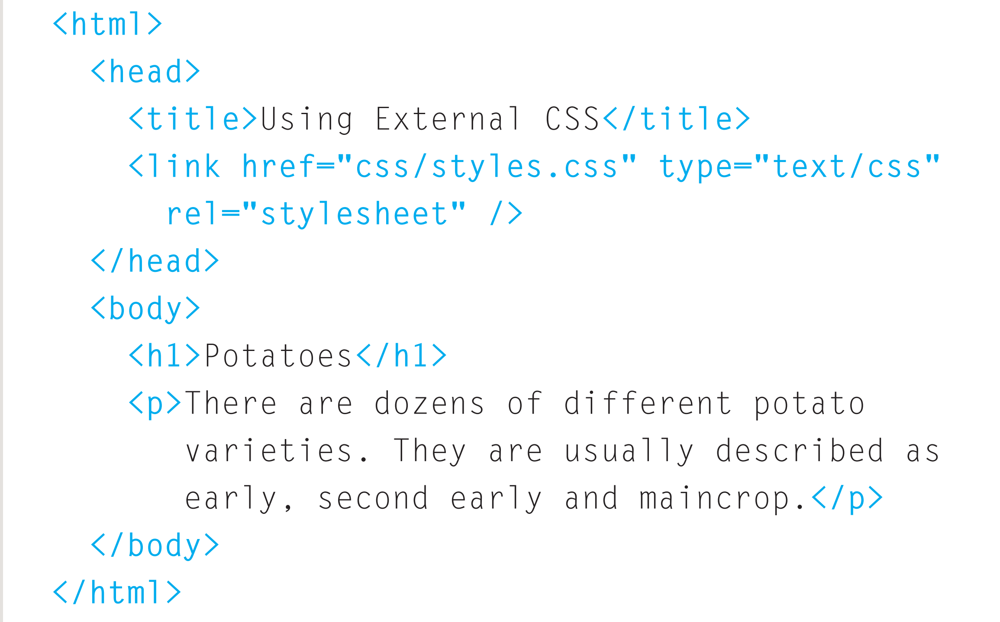 <html>
<head>
<title>Using External CSS</title>
<link href="css/styles.css" type="text/css"
rel="stylesheet" />
</head>
<body>
<h1>Potatoes</h1>
<p>There are dozens of different potato
varieties. They are usually described as
early, second early and maincrop.</p>
</body>
</html>